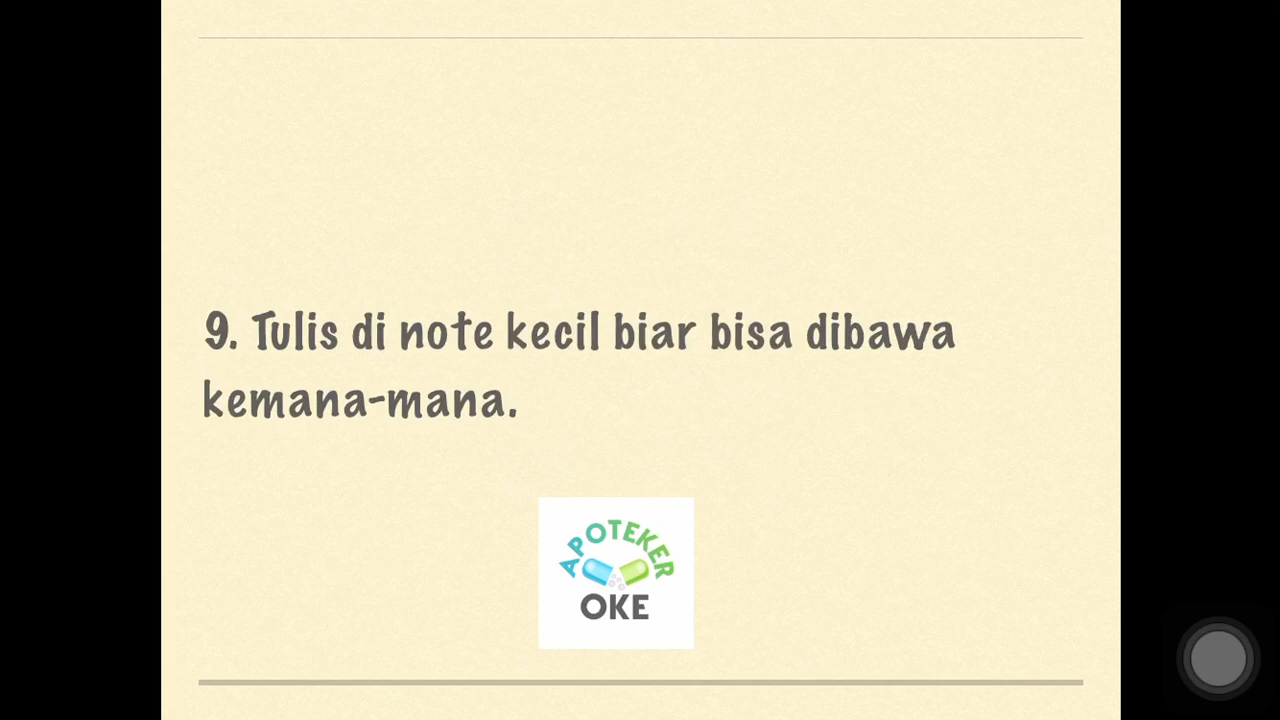 9. Tulis di note kecil biar bisa dibawa
kemana-mana.
APOTEKER
OKE